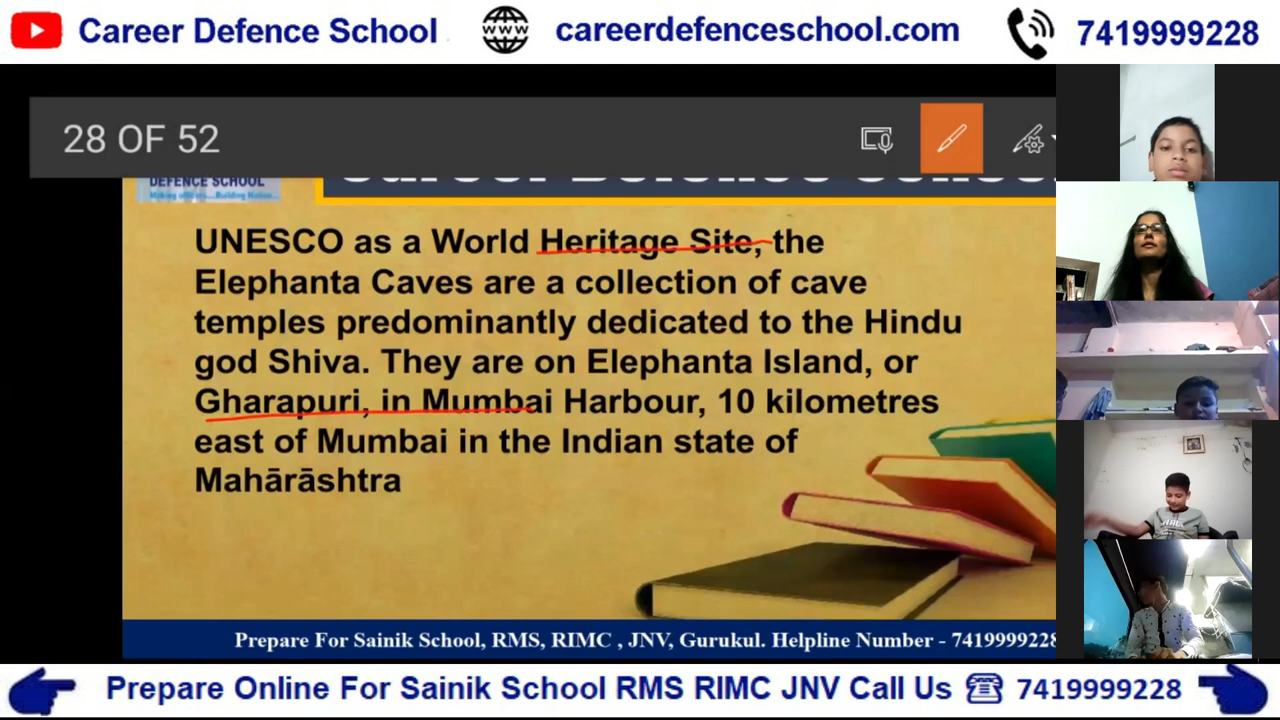 Career Defence School
www
careerdefenceschool.com
7419999228
28 OF 52
DEFENCE SCHOOL
UNESCO as a World Heritage Site, the
Elephanta Caves are a collection of cave
temples predominantly dedicated to the Hindu
god Shiva. They are on Elephanta Island, or
Gharapuri, in Mumbai Harbour, 10 kilometres
east of Mumbai in the Indian state of
Mahārāshtra
Prepare For Sainik School, RMS, RIMC , JNV, Gurukul. Helpline Number - 7419999228
Prepare Online For Sainik School RMS RIMC JNV Call Us 7419999228